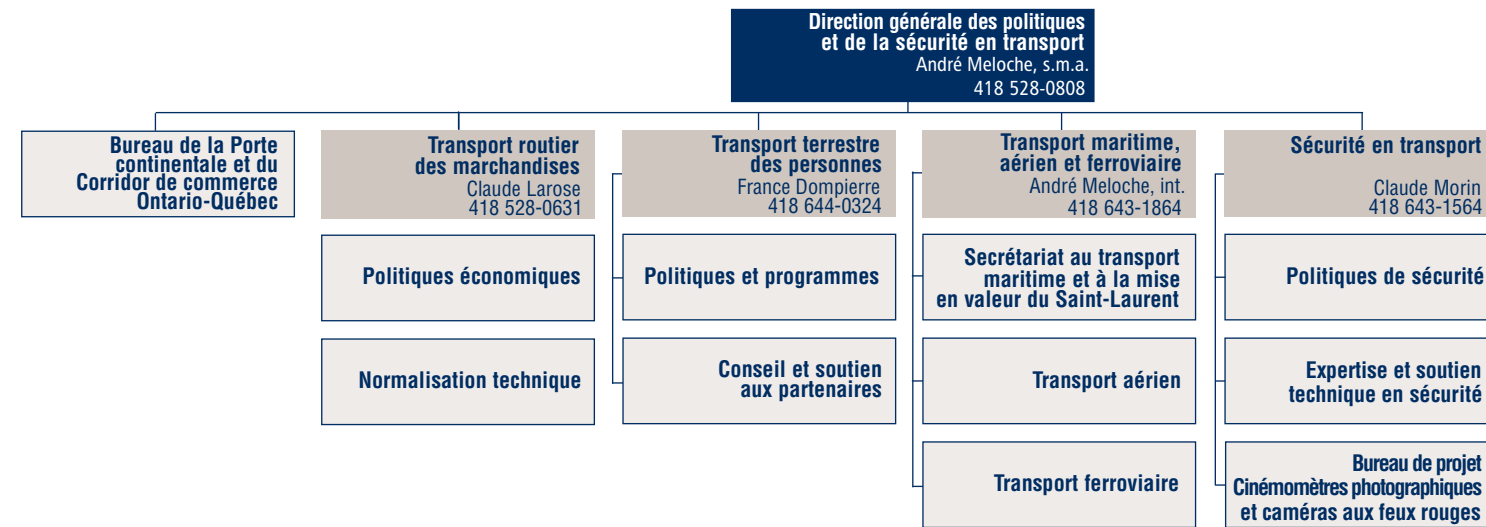 Direction générale des politiques
et de la sécurité en transport
André Meloche, s.m.a.
418 528-0808
Bureau de la Porte
continentale et du
Corridor de commerce
Ontario-Québec
Transport routier
des marchandises
Claude Larose
418 528-0631
Politiques économiques
Normalisation technique
Transport terrestre
des personnes
France Dompierre
418 644-0324
Politiques et programmes
Conseil et soutien
aux partenaires
Transport maritime,
aérien et ferroviaire
André Meloche, int.
418 643-1864
Secrétariat au transport
maritime et à la mise
en valeur du Saint-Laurent
Transport aérien
Transport ferroviaire
Sécurité en transport
Claude Morin
418 643-1564
Politiques de sécurité
Expertise et soutien
technique en sécurité
Bureau de projet
Cinémomètres photographiques
et caméras aux feux rouges